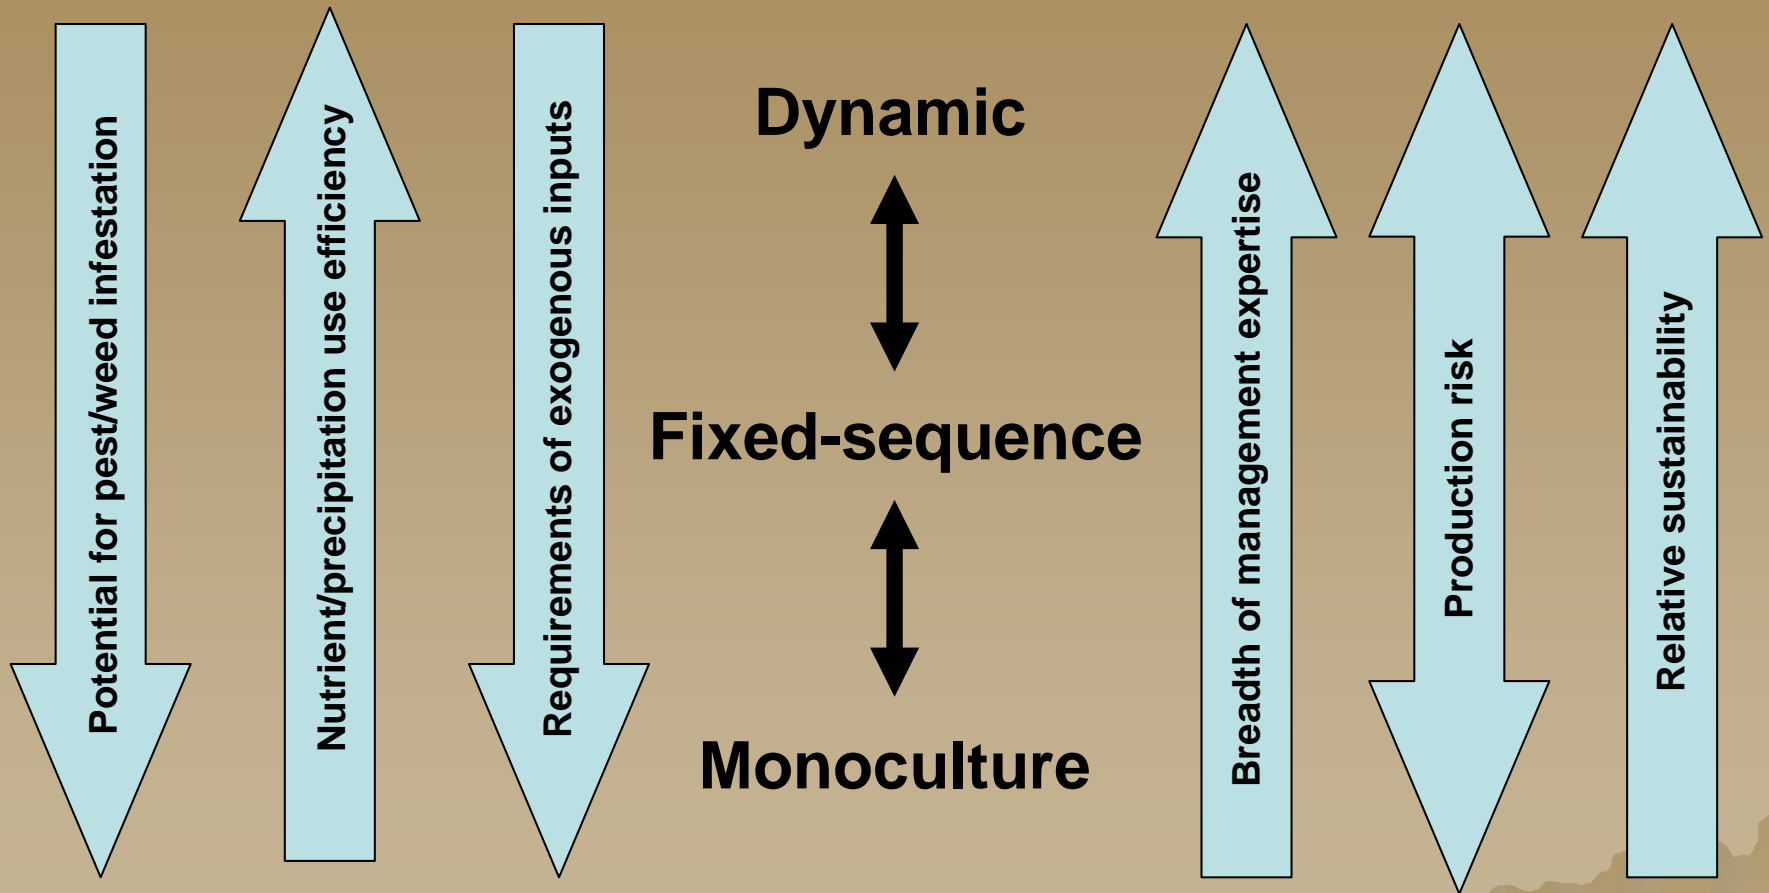 Potential for pest/weed infestation
Nutrient/precipitation use efficiency
Requirements of exogenous inputs
Dynamic
Fixed-sequence
Monoculture
Breadth of management expertise
Production risk
Relative sustainability